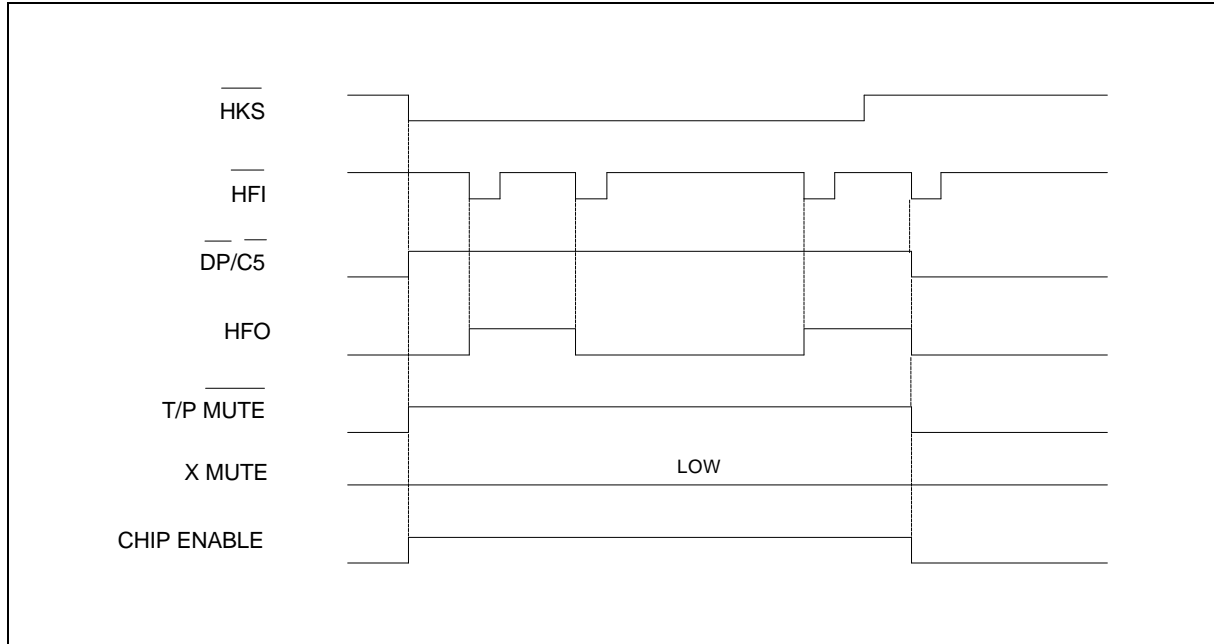 HKS
HFI
DP/C5
HFO
T/P MUTE
X MUTE
LOW
CHIP ENABLE